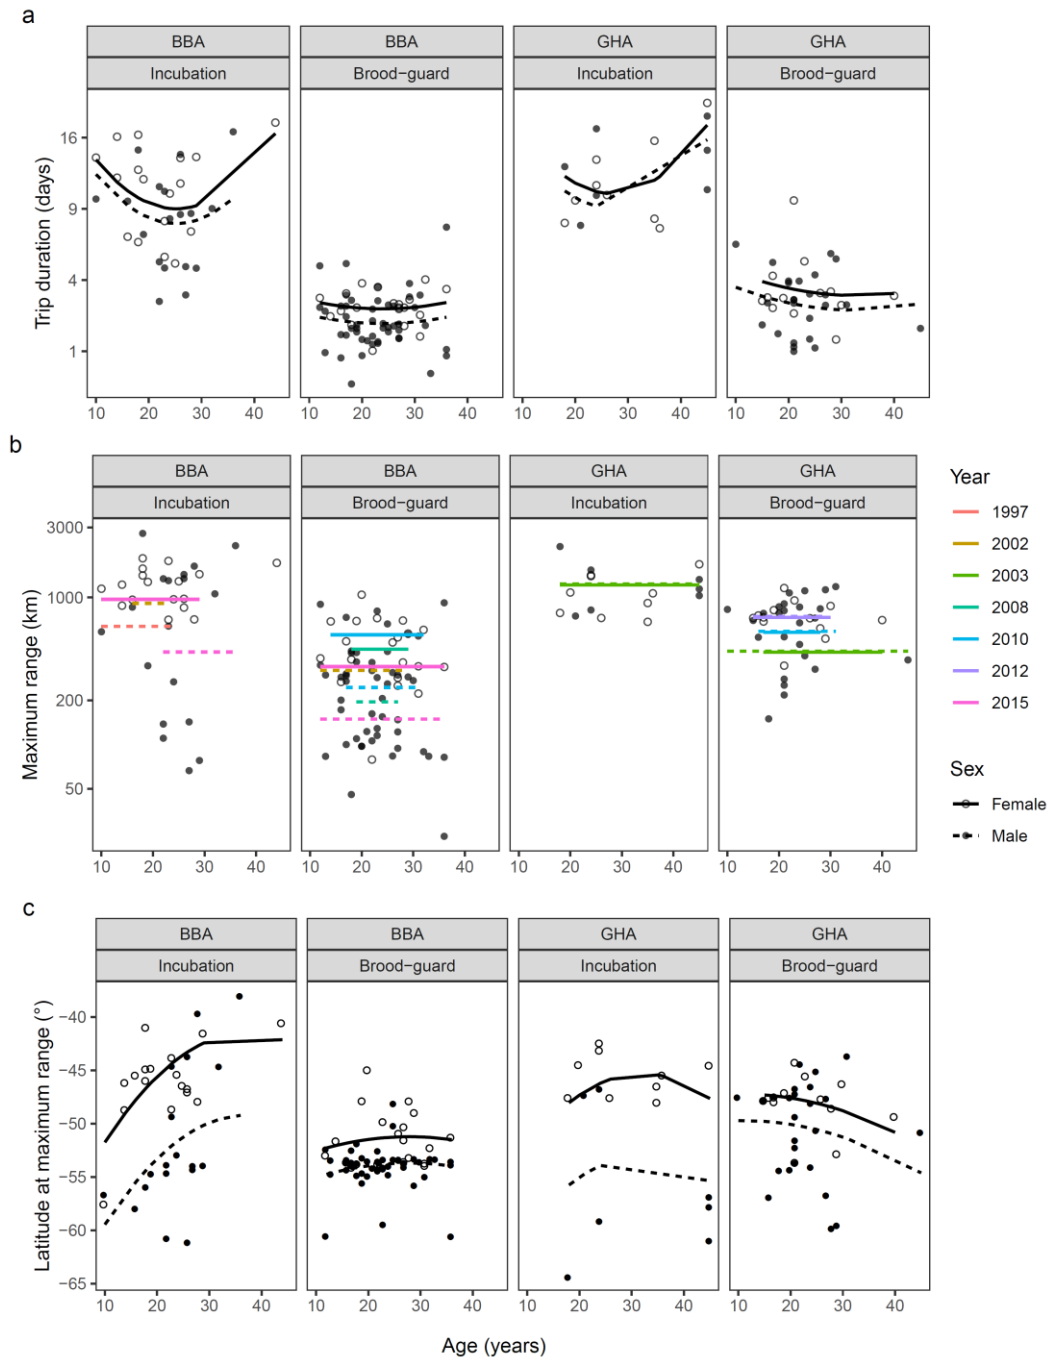 a
BBA BBA GHA GHA
Incubation Brood−guard Incubation Brood−guard
Trip duration (days)
16
9
4
1
10 20 30 40 10 20 30 40 10 20 30 40 10 20 30 40
b
BBA BBA GHA GHA
Incubation Brood−guard Incubation Brood−guard
Maximum range (km)
3000
1000
200
50
10 20 30 40 10 20 30 40 10 20 30 40 10 20 30 40
Year
1997
2002
2003
2008
2010
2012
2015
Sex
Female
Male
c
BBA BBA GHA GHA
Incubation Brood−guard Incubation Brood−guard
Latitude at maximum range (°)
−40
−45
−50
−55
−60
−65
10 20 30 40 10 20 30 40 10 20 30 40 10 20 30 40
Age (years)